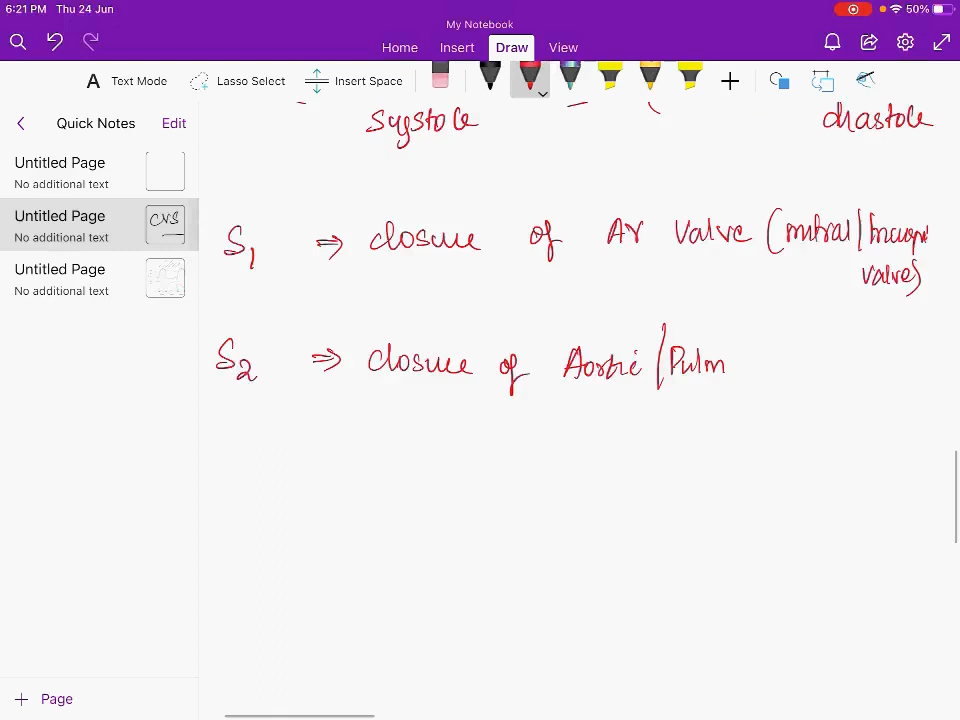 6:21 PM Thu 24 Jun
50%
My Notebook
Home Insert Draw View
Text Mode Lasso Select Insert Space
Quick Notes Edit
Untitled Page
No additional text
Untitled Page
No additional text
CVS
Untitled Page
No additional text
Page
systole diastole
S1 ⇒ closure of AV valve (mitral/
valves)
S2 ⇒ closure of Aortic/Pulm